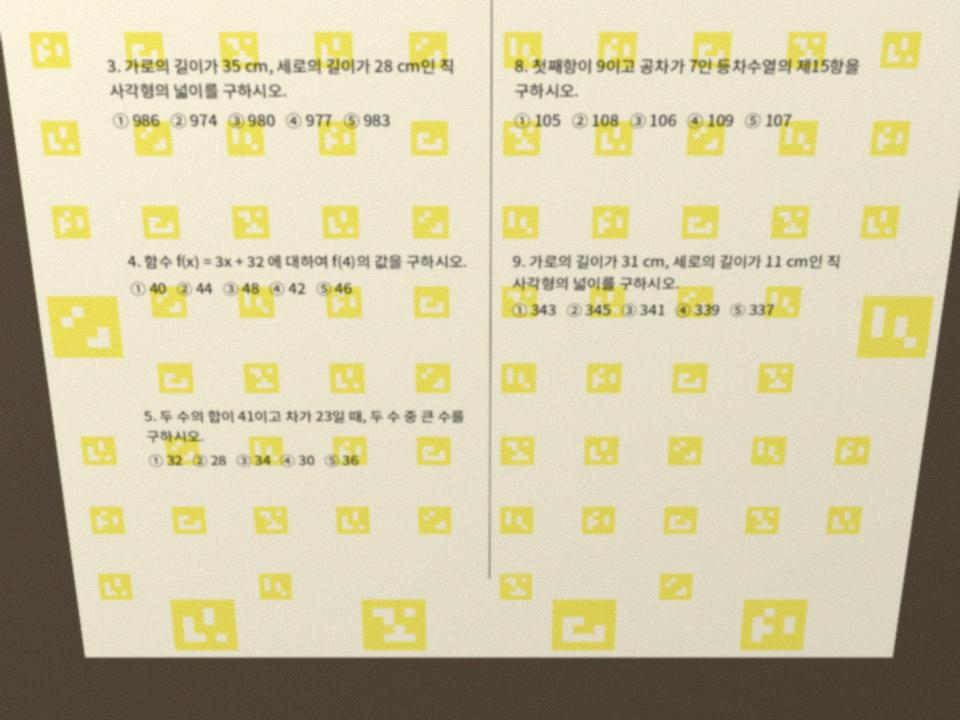 3. 가로의 길이가 35 cm, 세로의 길이가 28 cm인 직
사각형의 넓이를 구하시오.
① 986 ② 974 ③ 980 ④ 977 ⑤ 983
4. 함수 f(x) = 3x + 32 에 대하여 f(4)의 값을 구하시오.
① 40 ② 44 ③ 48 ④ 42 ⑤ 46
5. 두 수의 합이 41이고 차가 23일 때, 두 수 중 큰 수를
구하시오.
① 32 ② 28 ③ 34 ④ 30 ⑤ 36
8. 첫째항이 9이고 공차가 7인 등차수열의 제15항을
구하시오.
① 105 ② 108 ③ 106 ④ 109 ⑤ 107
9. 가로의 길이가 31 cm, 세로의 길이가 11 cm인 직
사각형의 넓이를 구하시오.
① 343 ② 345 ③ 341 ④ 339 ⑤ 337